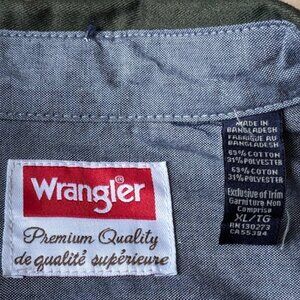 Wrangler®
Premium Quality
de qualité supérieure
MADE IN
BANGLADESH
FABRIQUÉ AU
BANGLADESH
69% COTTON
31% POLYESTER
69% COTON
31% POLYESTER
Exclusive of Trim
Garniture Non
Comprise
XL/TG
RN130273
CA55384